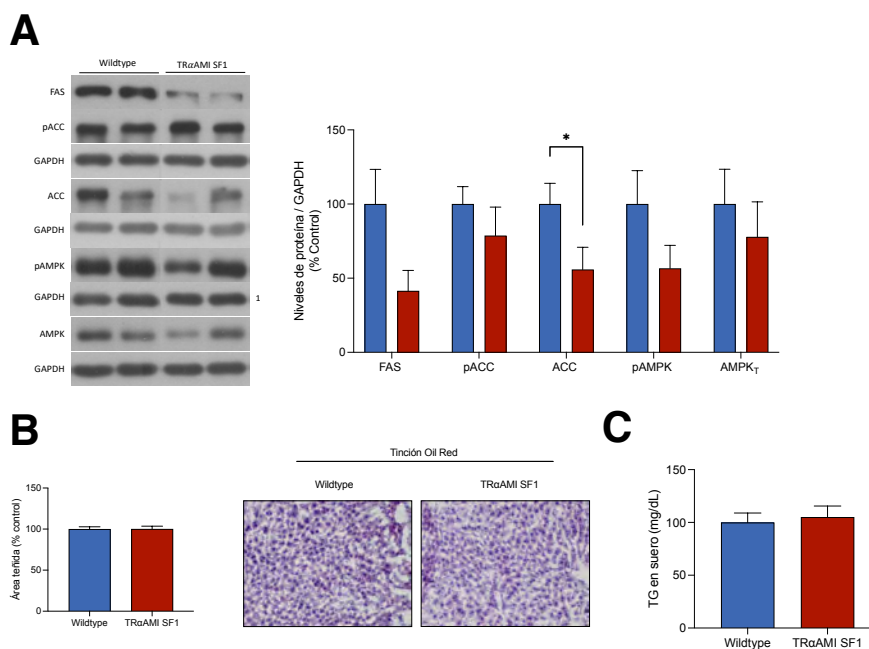 A
Wildtype TRαAMI SF1
FAS
pACC
GAPDH
ACC
GAPDH
pAMPK
GAPDH 1
AMPK
GAPDH
Niveles de proteína / GAPDH
(% Control)
150
100
50
0
*
FAS pACC ACC pAMPK AMPKT
B
Área teñida (% control)
150
100
50
0
Wildtype TRαAMI SF1
Tinción Oil Red
Wildtype TRαAMI SF1
C
TG en suero (mg/dL)
150
100
50
0
Wildtype TRαAMI SF1